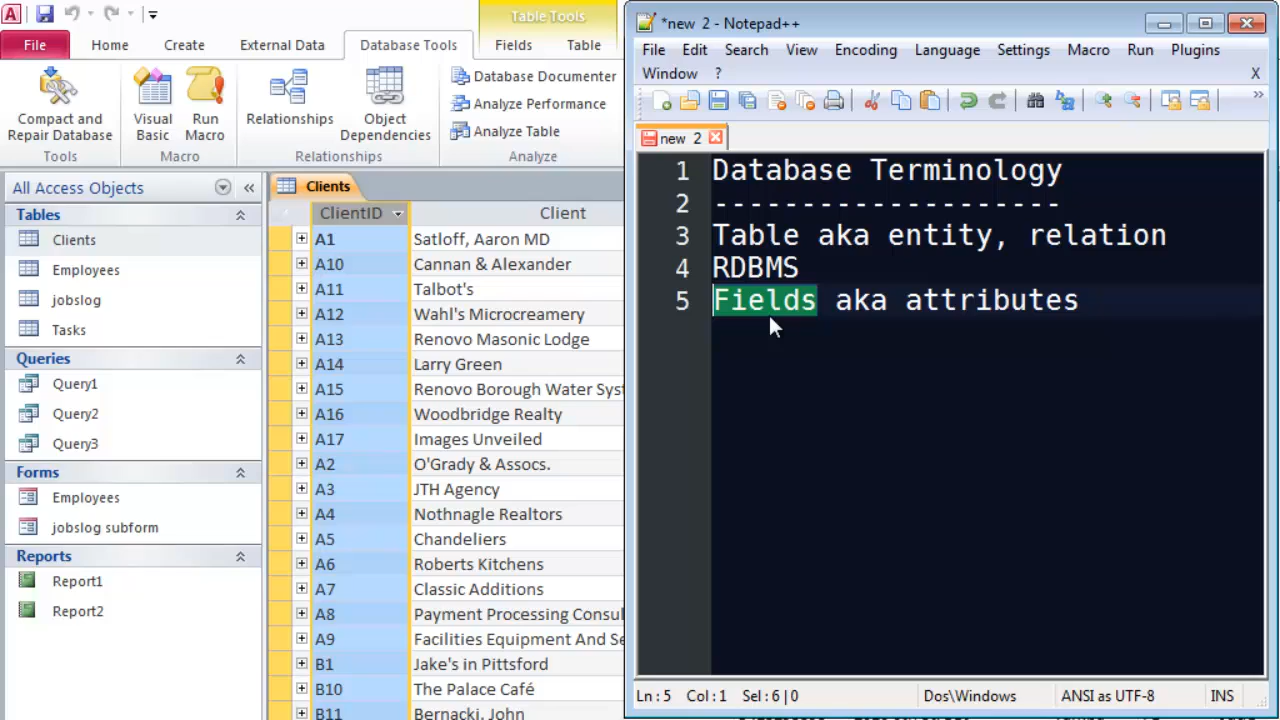 Table Tools
File Home Create External Data Database Tools Fields Table
Compact and Repair Database
Visual Basic
Run Macro
Relationships
Object Dependencies
Database Documenter
Analyze Performance
Analyze Table
Tools Macro Relationships Analyze
All Access Objects
Tables
Clients
Employees
jobslog
Tasks
Queries
Query1
Query2
Query3
Forms
Employees
jobslog subform
Reports
Report1
Report2
Clients
ClientID Client
A1 Satloff, Aaron MD
A10 Cannan & Alexander
A11 Talbot's
A12 Wahl's Microcreamery
A13 Renovo Masonic Lodge
A14 Larry Green
A15 Renovo Borough Water Syst
A16 Woodbridge Realty
A17 Images Unveiled
A2 O'Grady & Assocs.
A3 JTH Agency
A4 Nothnagle Realtors
A5 Chandeliers
A6 Roberts Kitchens
A7 Classic Additions
A8 Payment Processing Consul
A9 Facilities Equipment And Se
B1 Jake's in Pittsford
B10 The Palace Café
B11 Bernacki, John
*new 2 - Notepad++
File Edit Search View Encoding Language Settings Macro Run Plugins
Window ? X
new 2
1 Database Terminology
2 --------------------
3 Table aka entity, relation
4 RDBMS
5 Fields aka attributes
Ln : 5 Col : 1 Sel : 6 | 0 Dos\Windows ANSI as UTF-8 INS